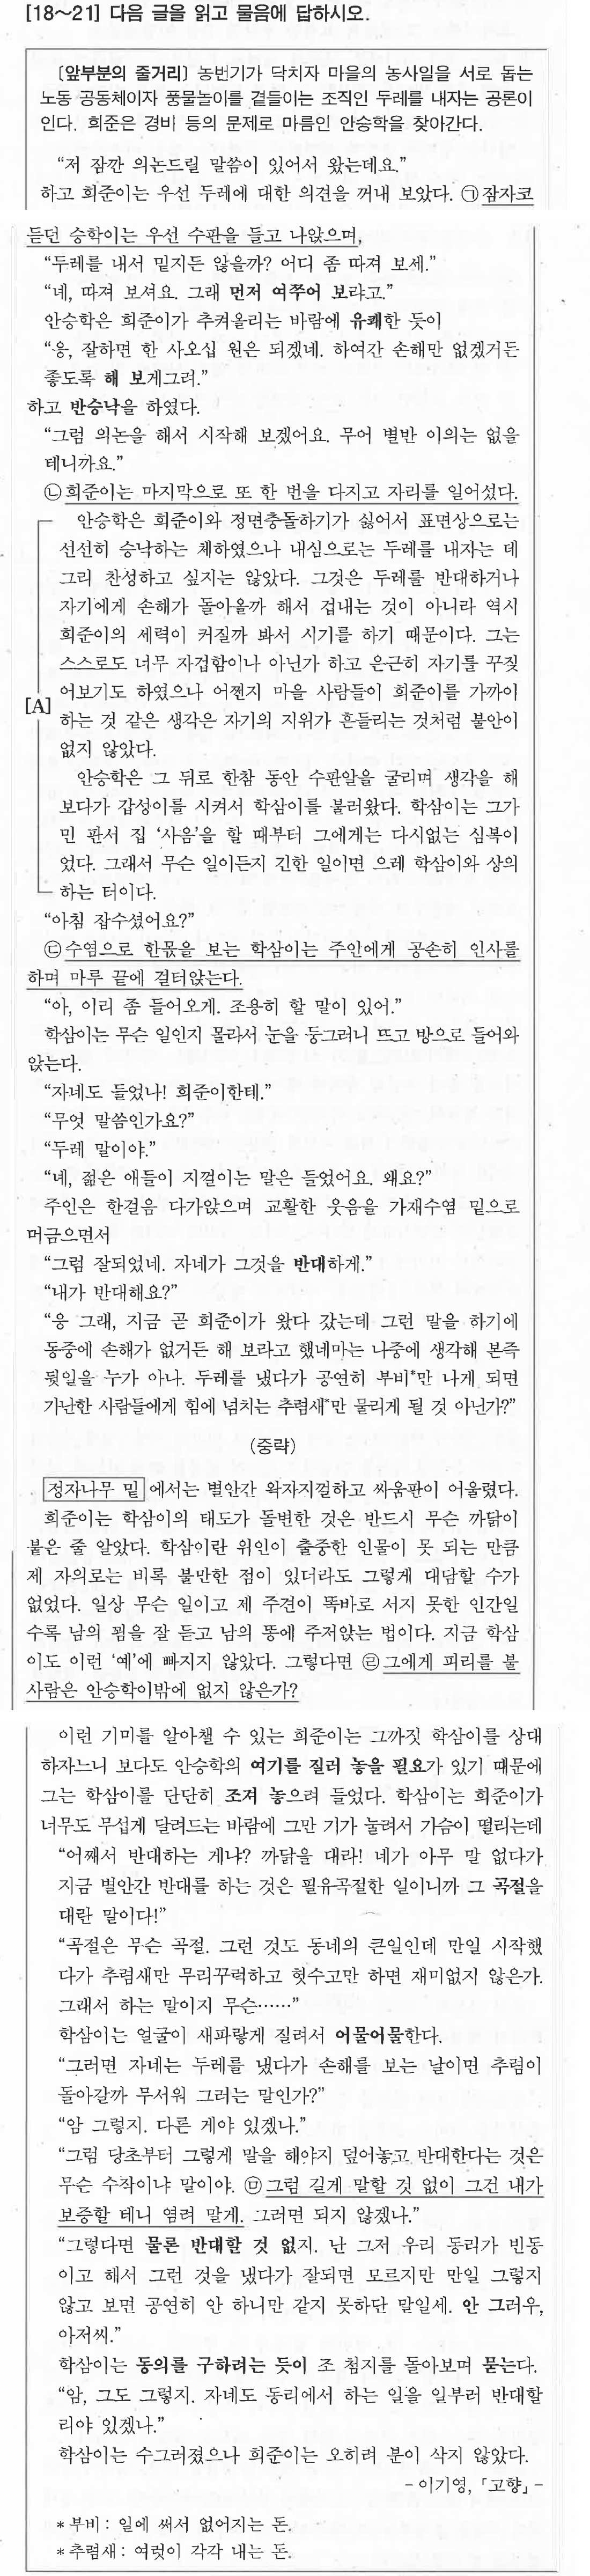 [18~21] 다음 글을 읽고 물음에 답하시오.
[앞부분의 줄거리] 농번기가 닥치자 마을의 농사일을 서로 돕는
노동 공동체이자 풍물놀이를 곁들이는 조직인 두레를 내자는 공론이
인다. 희준은 경비 등의 문제로 마름인 안승학을 찾아간다.
“저 잠깐 의논드릴 말씀이 있어서 왔는데요.”
하고 희준이는 우선 두레에 대한 의견을 꺼내 보았다. ㉠잠자코
듣던 승학이는 우선 수판을 들고 나앉으며,
“두레를 내서 밑지든 않을까? 어디 좀 따져 보세.”
“네, 따져 보셔요. 그래 먼저 여쭈어 보랴고.”
안승학은 희준이가 추켜올리는 바람에 유쾌한 듯이
“응, 잘하면 한 사오십 원은 되겠네. 하여간 손해만 없겠거든
좋도록 해 보게그려.”
하고 반승낙을 하였다.
“그럼 의논을 해서 시작해 보겠어요. 무어 별반 이의는 없을
테니까요.”
㉡희준이는 마지막으로 또 한 번을 다지고 자리를 일어섰다.
안승학은 희준이와 정면충돌하기가 싫어서 표면상으로는
선선히 승낙하는 체하였으나 내심으로는 두레를 내자는 데
그리 찬성하고 싶지는 않았다. 그것은 두레를 반대하거나
자기에게 손해가 돌아올까 해서 겁내는 것이 아니라 역시
희준이의 세력이 커질까 봐서 시기를 하기 때문이다. 그는
스스로도 너무 자겁함이나 아닌가 하고 은근히 자기를 꾸짖
[A] 어보기도 하였으나 어쩐지 마을 사람들이 희준이를 가까이
하는 것 같은 생각은 자기의 지위가 흔들리는 것처럼 불안이
없지 않았다.
안승학은 그 뒤로 한참 동안 수판알을 굴리며 생각을 해
보다가 갑성이를 시켜서 학삼이를 불러왔다. 학삼이는 그가
민 판서 집 ‘사음’을 할 때부터 그에게는 다시없는 심복이
었다. 그래서 무슨 일이든지 긴한 일이면 으레 학삼이와 상의
하는 터이다.
“아침 잡수셨어요?”
㉢수염으로 한몫을 보는 학삼이는 주안에게 공손히 인사를
하며 마루 끝에 걸터앉는다.
“아, 이리 좀 들어오게. 조용히 할 말이 있어.”
학삼이는 무슨 일인지 몰라서 눈을 둥그러니 뜨고 방으로 들어와
앉는다.
“자네도 들었나! 희준이한테.”
“무엇 말씀인가요?”
“두레 말이야.”
“네, 젊은 애들이 지껄이는 말은 들었어요. 왜요?”
주인은 한걸음 다가앉으며 교활한 웃음을 가재수염 밑으로
머금으면서
“그럼 잘되었네. 자네가 그것을 반대하게.”
“내가 반대해요?”
“응 그래, 지금 곧 희준이가 왔다 갔는데 그런 말을 하기에
동중에 손해가 없거든 해 보라고 했네마는 나중에 생각해 본즉
뒷일을 누가 아나. 두레를 냈다가 공연히 부비*만 나게 되면
가난한 사람들에게 힘에 넘치는 추렴새*만 물리게 될 것 아닌가?”
(중략)
정자나무 밑에서는 별안간 왁자지껄하고 싸움판이 어울렸다.
희준이는 학삼이의 태도가 돌변한 것은 반드시 무슨 까닭이
붙은 줄 알았다. 학삼이란 위인이 출중한 인물이 못 되는 만큼
제 자의로는 비록 불만한 점이 있더라도 그렇게 대담할 수가
없었다. 일상 무슨 일이고 제 주견이 똑바로 서지 못한 인간일
수록 남의 꾐을 잘 듣고 남의 똥에 주저앉는 법이다. 지금 학삼
이도 이런 ‘예’에 빠지지 않았다. 그렇다면 ㉣그에게 피리를 불
사람은 안승학이밖에 없지 않은가?
이런 기미를 알아챌 수 있는 희준이는 그까짓 학삼이를 상대
하자느니 보다도 안승학의 여기를 질러 놓을 필요가 있기 때문에
그는 학삼이를 단단히 조져 놓으려 들었다. 학삼이는 희준이가
너무도 무섭게 달려드는 바람에 그만 기가 눌려서 가슴이 떨리는데
“어째서 반대하는 게냐? 까닭을 대라! 네가 아무 말 없다가
지금 별안간 반대를 하는 것은 필유곡절한 일이니까 그 곡절을
대란 말이다!”
“곡절은 무슨 곡절. 그런 것도 동네의 큰일인데 만일 시작했
다가 추렴새만 무리꾸럭하고 헛수고만 하면 재미없지 않은가.
그래서 하는 말이지 무슨……”
학삼이는 얼굴이 새파랗게 질려서 어물어물한다.
“그러면 자네는 두레를 냈다가 손해를 보는 날이면 추렴이
돌아갈까 무서워 그러는 말인가?”
“암 그렇지. 다른 게야 있겠나.”
“그럼 당초부터 그렇게 말을 해야지 덮어놓고 반대한다는 것은
무슨 수작이냐 말이야. ㉤그럼 길게 말할 것 없이 그건 내가
보증할 테니 염려 말게. 그러면 되지 않겠나.”
“그렇다면 물론 반대할 것 없지. 난 그저 우리 동리가 빈동
이고 해서 그런 것을 냈다가 잘되면 모르지만 만일 그렇지
않고 보면 공연히 안 하니만 같지 못하단 말일세. 안 그러우,
아저씨.”
학삼이는 동의를 구하려는 듯이 조 첨지를 돌아보며 묻는다.
“암, 그도 그렇지. 자네도 동리에서 하는 일을 일부러 반대할
리야 있겠나.”
학삼이는 수그러졌으나 희준이는 오히려 분이 삭지 않았다.
- 이기영, 「고향」 -
* 부비 : 일에 써서 없어지는 돈.
* 추렴새 : 여럿이 각각 내는 돈.